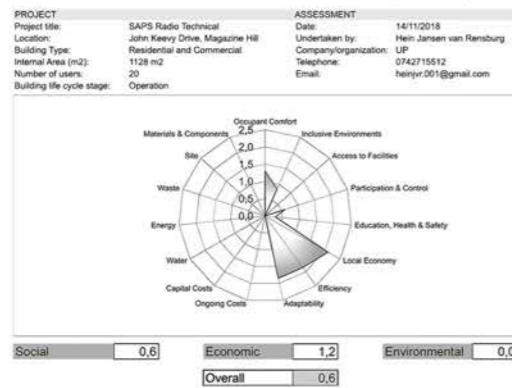 PROJECT
ASSESSMENT
Project title: SAPS Radio Technical
Date: 14/11/2018
Location: John Keevy Drive, Magazine Hill
Undertaken by: Hein Jansen van Rensburg
Building Type: Residential and Commercial
Company/organization: UP
Internal Area (m2): 1128 m2
Telephone: 0742715512
Number of users: 20
Email: heinjvr.001@gmail.com
Building life cycle stage: Operation
Occupant Comfort
2,5
Materials & Components
Inclusive Environments
2,0
Site
Access to Facilities
1,5
1,0
Waste
Participation & Control
0,5
0,0
Energy
Education, Health & Safety
Water
Local Economy
Capital Costs
Efficiency
Ongoing Costs
Adaptability
Social 0,6
Economic 1,2
Environmental 0,0
Overall 0,6